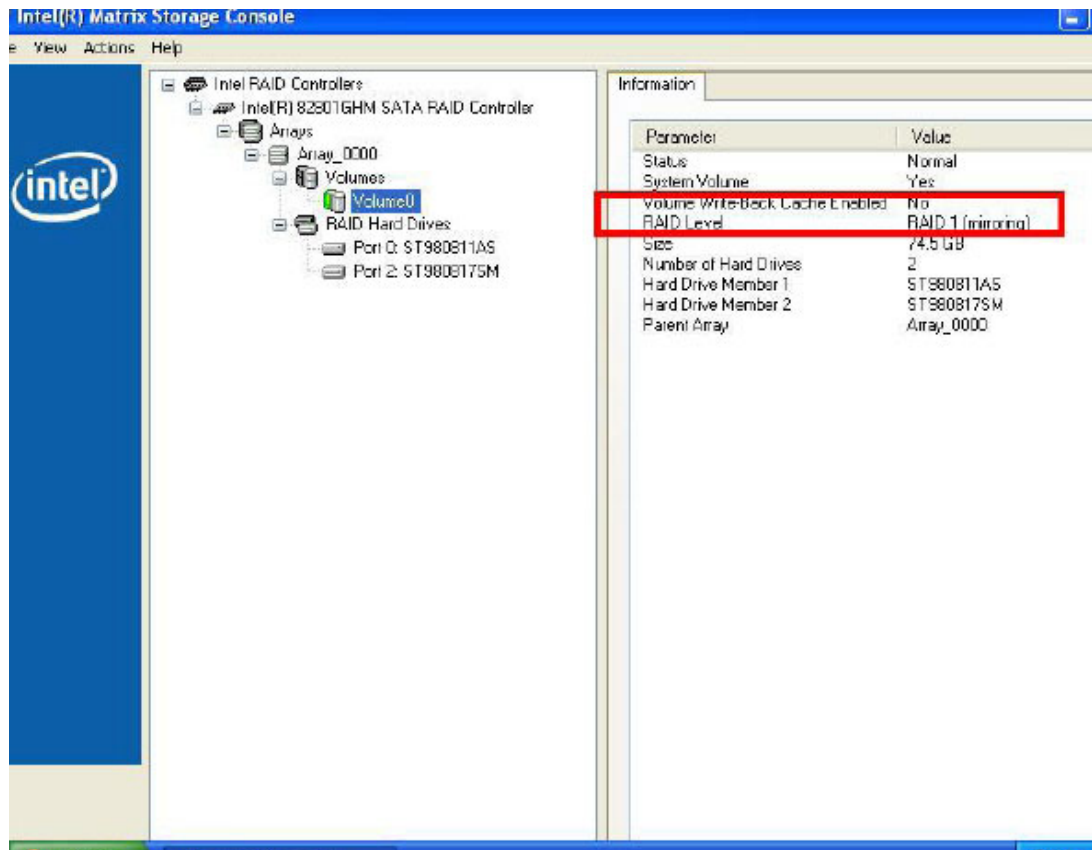 Intel(R) Matrix Storage Console
e View Actions Help
intel
Intel RAID Controllers
Intel(R) 82801GHM SATA RAID Controller
Arrays
Array_0000
Volumes
Volume0
RAID Hard Drives
Port 0: ST980811AS
Port 2: ST980817SM
Information
Parameter Value
Status Normal
System Volume Yes
Volume Write-Back Cache Enabled No
RAID Level RAID 1 (mirroring)
Size 74.5 GB
Number of Hard Drives 2
Hard Drive Member 1 ST980811AS
Hard Drive Member 2 ST980817SM
Parent Array Array_0000